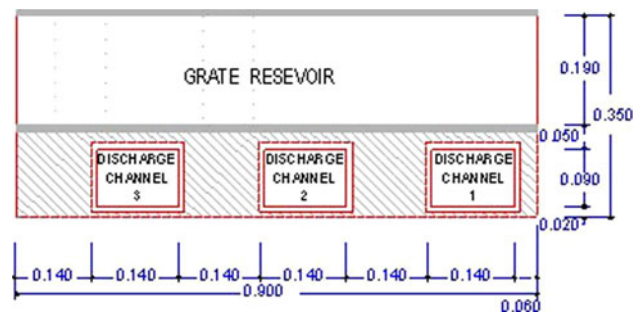 GRATE RESEVOIR
0.190
0.350
0.050
DISCHARGE CHANNEL 3
DISCHARGE CHANNEL 2
DISCHARGE CHANNEL 1
0.090
0.020
0.140 0.140 0.140 0.140 0.140 0.140
0.900
0.060